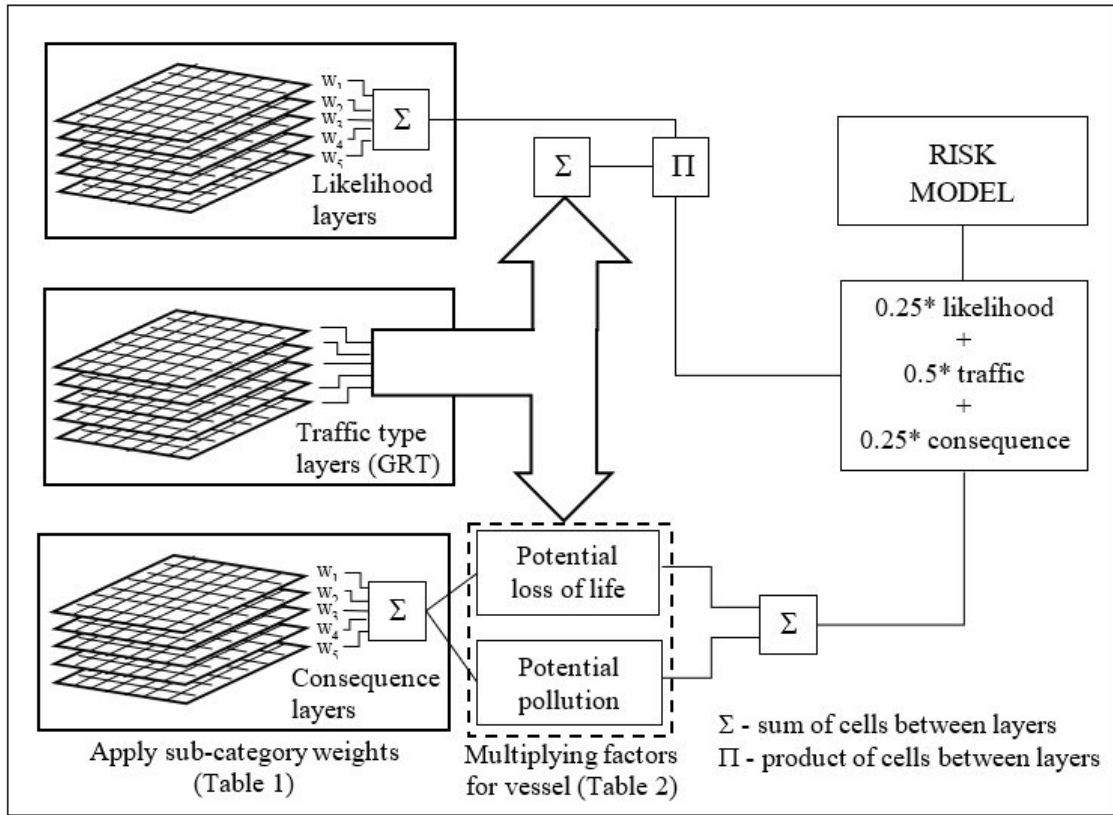 W1
W2
W3
W4
W5
Σ
Likelihood
layers
Σ
Π
RISK
MODEL
0.25* likelihood
+
0.5* traffic
+
0.25* consequence
Traffic type
layers (GRT)
W1
W2
W3
W4
W5
Σ
Consequence
layers
Potential
loss of life
Potential
pollution
Σ
Apply sub-category weights
(Table 1)
Multiplying factors
for vessel (Table 2)
Σ - sum of cells between layers
Π - product of cells between layers